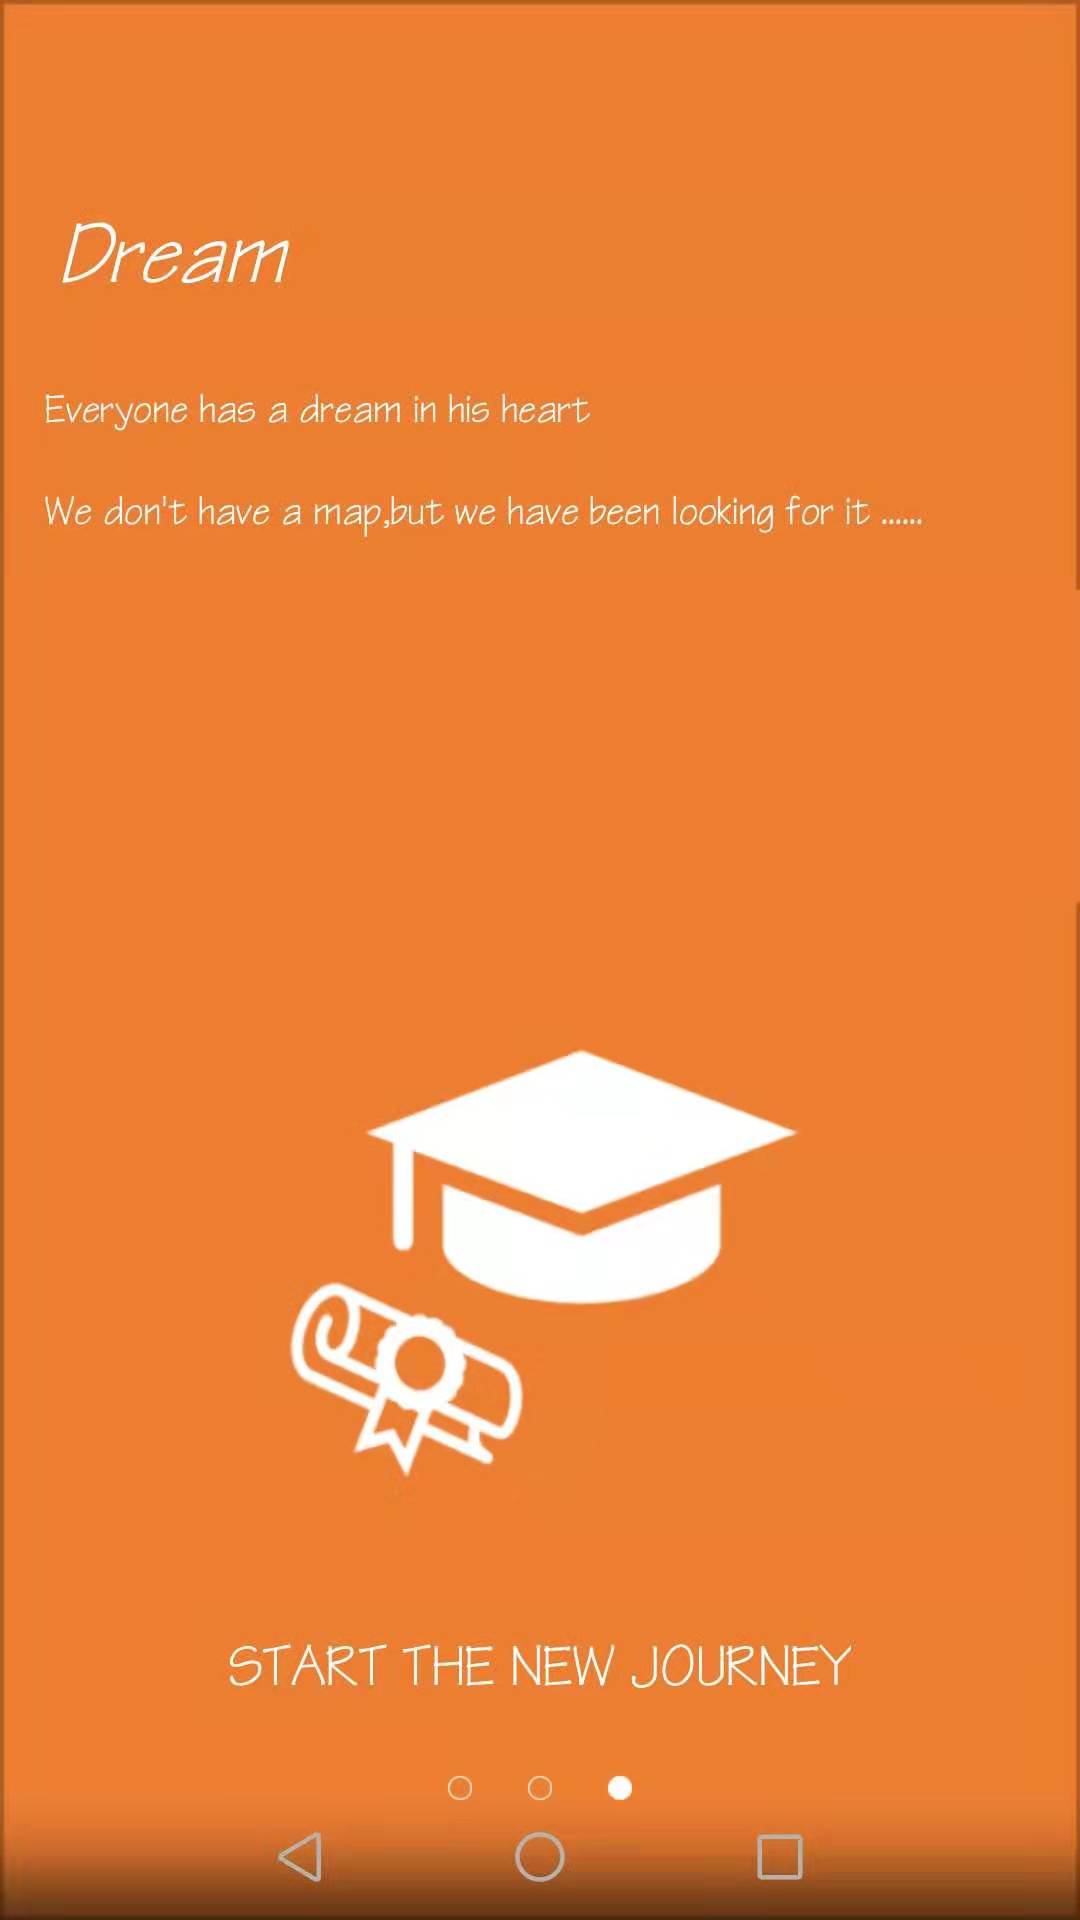 Dream
Everyone has a dream in his heart
We don't have a map,but we have been looking for it ......
START THE NEW JOURNEY